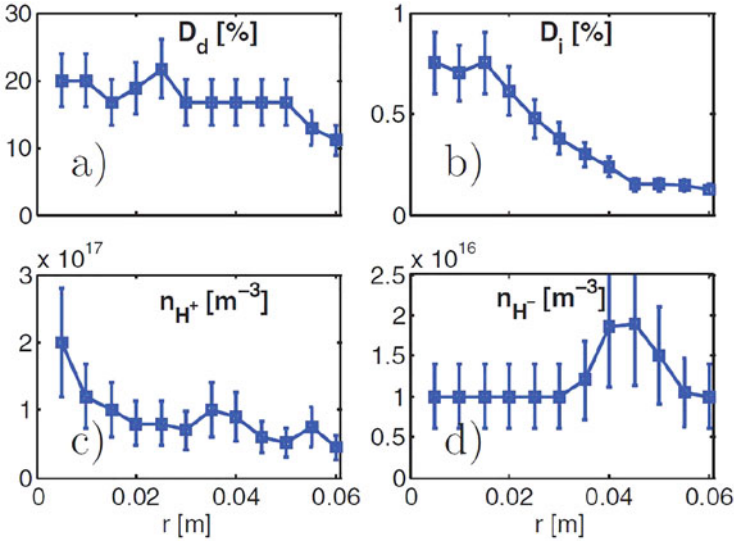 D_d [%]
30
20
10
0
a)
D_i [%]
1
0.5
0
b)
x 10^17
n_H^+ [m^−3]
3
2
1
0
c)
0 0.02 0.04 0.06
r [m]
x 10^16
n_H^− [m^−3]
2.5
2
1.5
1
0.5
0
d)
0.02 0.04 0.06
r [m]